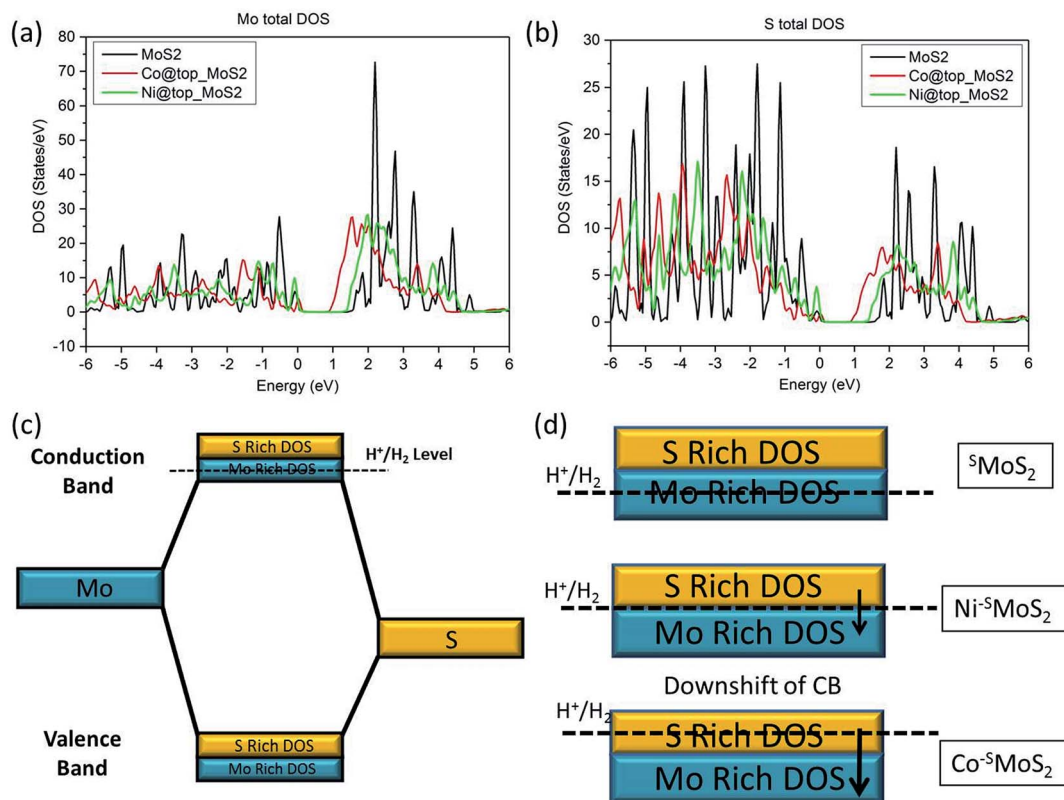 (a)
Mo total DOS
MoS2
Co@top_MoS2
Ni@top_MoS2
DOS (States/eV)
80
70
60
50
40
30
20
10
0
-10
-6 -5 -4 -3 -2 -1 0 1 2 3 4 5 6
Energy (eV)
(b)
S total DOS
MoS2
Co@top_MoS2
Ni@top_MoS2
DOS (States/eV)
30
25
20
15
10
5
0
-6 -5 -4 -3 -2 -1 0 1 2 3 4 5 6
Energy (eV)
(c)
Conduction
Band
S Rich DOS
Mo Rich DOS
H⁺/H₂ Level
Mo
S
Valence
Band
S Rich DOS
Mo Rich DOS
(d)
S Rich DOS
H⁺/H₂
Mo Rich DOS
ˢMoS₂
S Rich DOS
H⁺/H₂
Mo Rich DOS
Ni-ˢMoS₂
Downshift of CB
H⁺/H₂
S Rich DOS
Mo Rich DOS
Co-ˢMoS₂